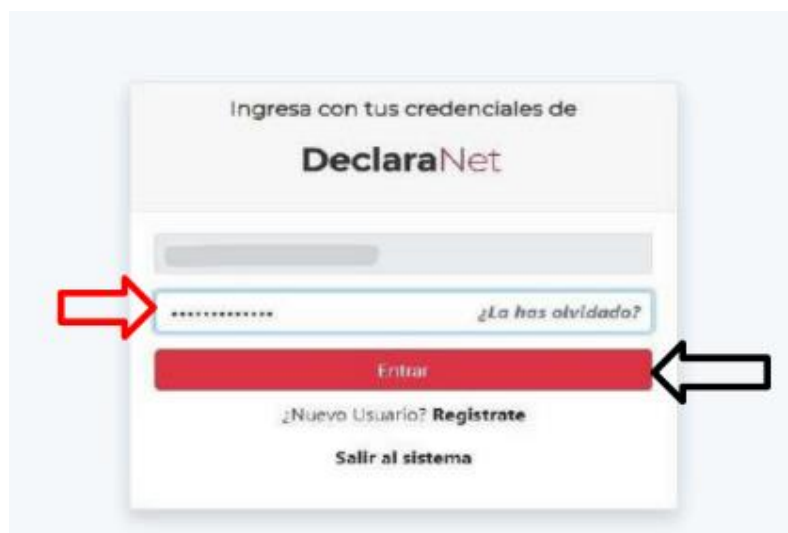 Ingresa con tus credenciales de
DeclaraNet
¿La has olvidado?
Entrar
¿Nuevo Usuario? Registrate
Salir al sistema